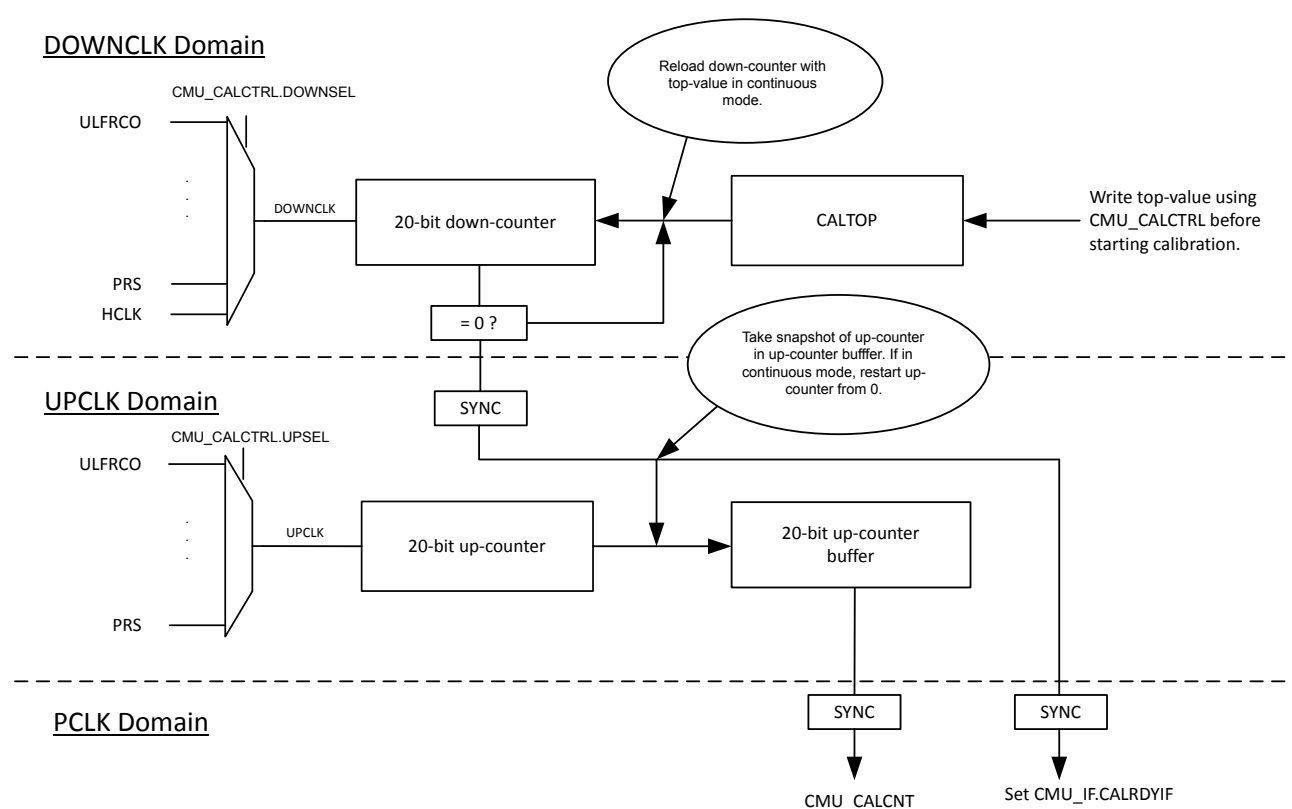 DOWNCLK Domain
Reload down-counter with
top-value in continuous
mode.
CMU_CALCTRL.DOWNSEL
ULFRCO
.
.
.
DOWNCLK
20-bit down-counter
CALTOP
Write top-value using
CMU_CALCTRL before
starting calibration.
PRS
HCLK
= 0 ?
Take snapshot of up-counter
in up-counter bufffer. If in
continuous mode, restart up-
counter from 0.
UPCLK Domain
SYNC
CMU_CALCTRL.UPSEL
ULFRCO
.
.
.
UPCLK
20-bit up-counter
20-bit up-counter
buffer
PRS
PCLK Domain
SYNC
SYNC
CMU_CALCNT
Set CMU_IF.CALRDYIF